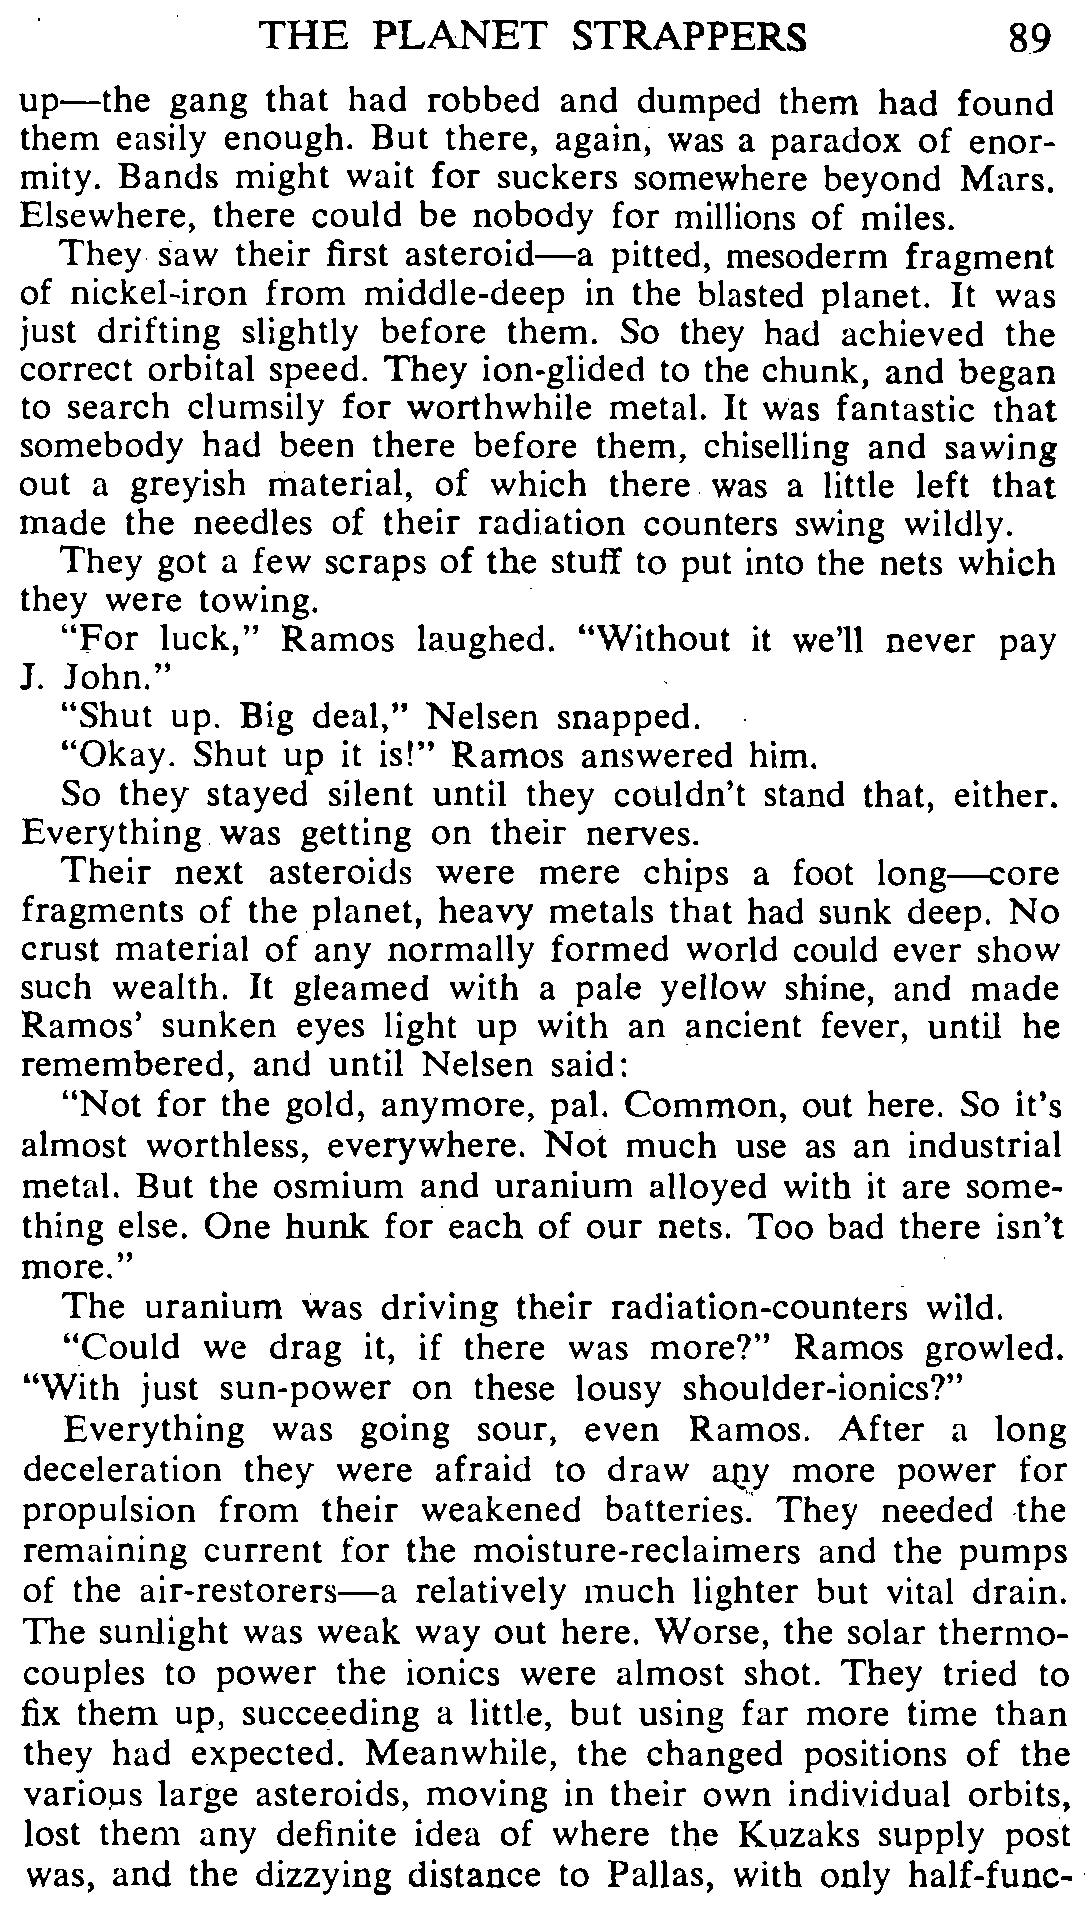 THE PLANET STRAPPERS 89
up—the gang that had robbed and dumped them had found
them easily enough. But there, again, was a paradox of enor-
mity. Bands might wait for suckers somewhere beyond Mars.
Elsewhere, there could be nobody for millions of miles.
They saw their first asteroid—a pitted, mesoderm fragment
of nickel-iron from middle-deep in the blasted planet. It was
just drifting slightly before them. So they had achieved the
correct orbital speed. They ion-glided to the chunk, and began
to search clumsily for worthwhile metal. It was fantastic that
somebody had been there before them, chiselling and sawing
out a greyish material, of which there was a little left that
made the needles of their radiation counters swing wildly.
They got a few scraps of the stuff to put into the nets which
they were towing.
“For luck,” Ramos laughed. “Without it we’ll never pay
J. John.”
“Shut up. Big deal,” Nelsen snapped.
“Okay. Shut up it is!” Ramos answered him.
So they stayed silent until they couldn’t stand that, either.
Everything was getting on their nerves.
Their next asteroids were mere chips a foot long—core
fragments of the planet, heavy metals that had sunk deep. No
crust material of any normally formed world could ever show
such wealth. It gleamed with a pale yellow shine, and made
Ramos’ sunken eyes light up with an ancient fever, until he
remembered, and until Nelsen said:
“Not for the gold, anymore, pal. Common, out here. So it’s
almost worthless, everywhere. Not much use as an industrial
metal. But the osmium and uranium alloyed with it are some-
thing else. One hunk for each of our nets. Too bad there isn’t
more.”
The uranium was driving their radiation-counters wild.
“Could we drag it, if there was more?” Ramos growled.
“With just sun-power on these lousy shoulder-ionics?”
Everything was going sour, even Ramos. After a long
deceleration they were afraid to draw any more power for
propulsion from their weakened batteries. They needed the
remaining current for the moisture-reclaimers and the pumps
of the air-restorers—a relatively much lighter but vital drain.
The sunlight was weak way out here. Worse, the solar thermo-
couples to power the ionics were almost shot. They tried to
fix them up, succeeding a little, but using far more time than
they had expected. Meanwhile, the changed positions of the
various large asteroids, moving in their own individual orbits,
lost them any definite idea of where the Kuzaks supply post
was, and the dizzying distance to Pallas, with only half-func-